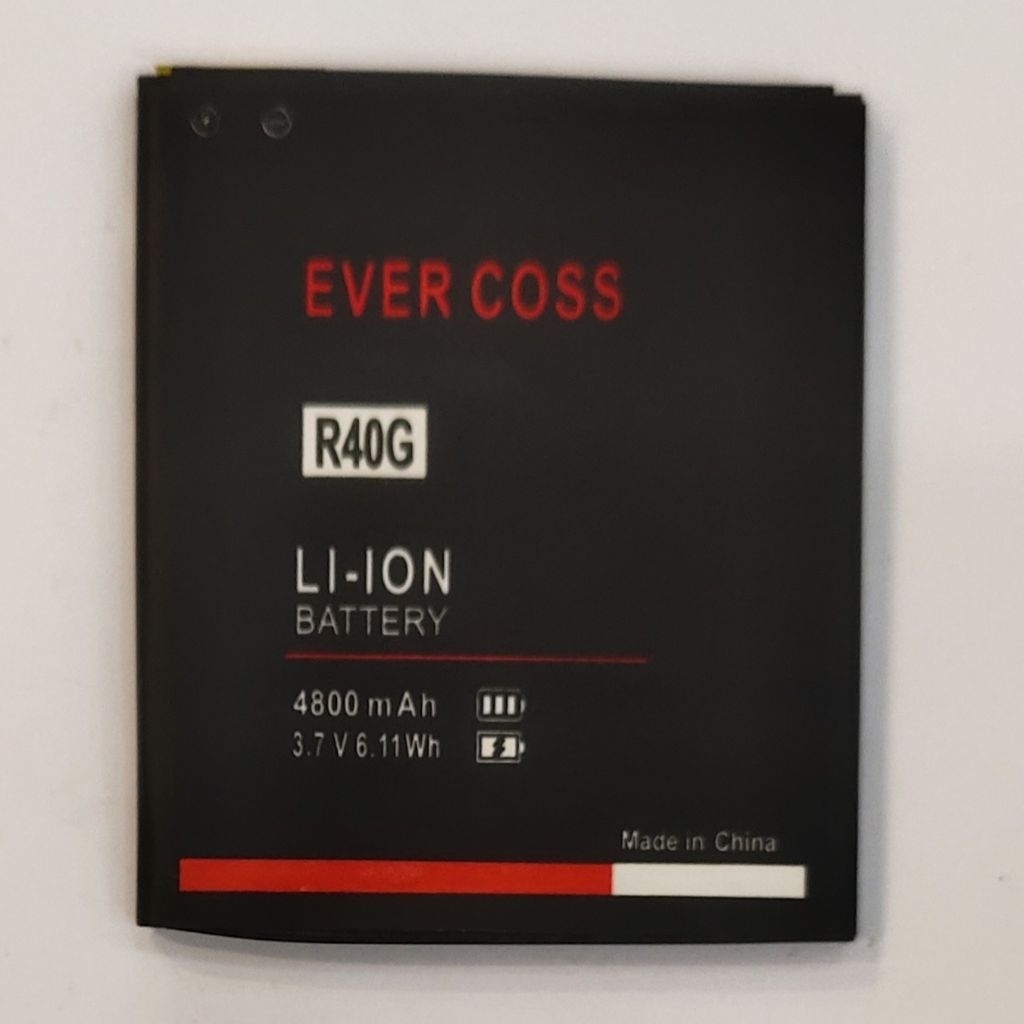 EVER COSS
R40G
LI-ION
BATTERY
4800 mAh
3.7 V 6.11Wh
Made in China